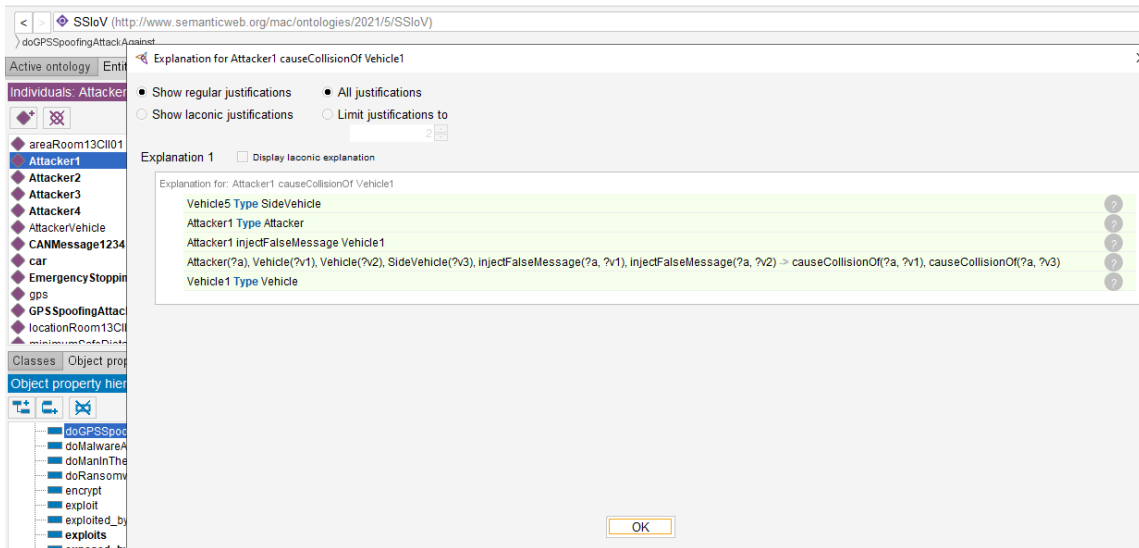 < > SSIoV (http://www.semanticweb.org/mac/ontologies/2021/5/SSIoV)
doGPSSpoofingAttackAgainst
Active ontology Entit
Explanation for Attacker1 causeCollisionOf Vehicle1
Individuals: Attacker
Show regular justifications All justifications
Show laconic justifications Limit justifications to
2
Explanation 1 Display laconic explanation
Explanation for: Attacker1 causeCollisionOf Vehicle1
Vehicle5 Type SideVehicle ?
Attacker1 Type Attacker ?
Attacker1 injectFalseMessage Vehicle1 ?
Attacker(?a), Vehicle(?v1), Vehicle(?v2), SideVehicle(?v3), injectFalseMessage(?a, ?v1), injectFalseMessage(?a, ?v2) -> causeCollisionOf(?a, ?v1), causeCollisionOf(?a, ?v3) ?
Vehicle1 Type Vehicle ?
areaRoom13CII01
Attacker1
Attacker2
Attacker3
Attacker4
AttackerVehicle
CANMessage1234
car
EmergencyStoppin
gps
GPSSpoofingAttac
locationRoom13CII
Classes Object prop
Object property hier
doGPSSpoo
doMalwareA
doManInThe
doRansomv
encrypt
exploit
exploited_by
exploits
OK